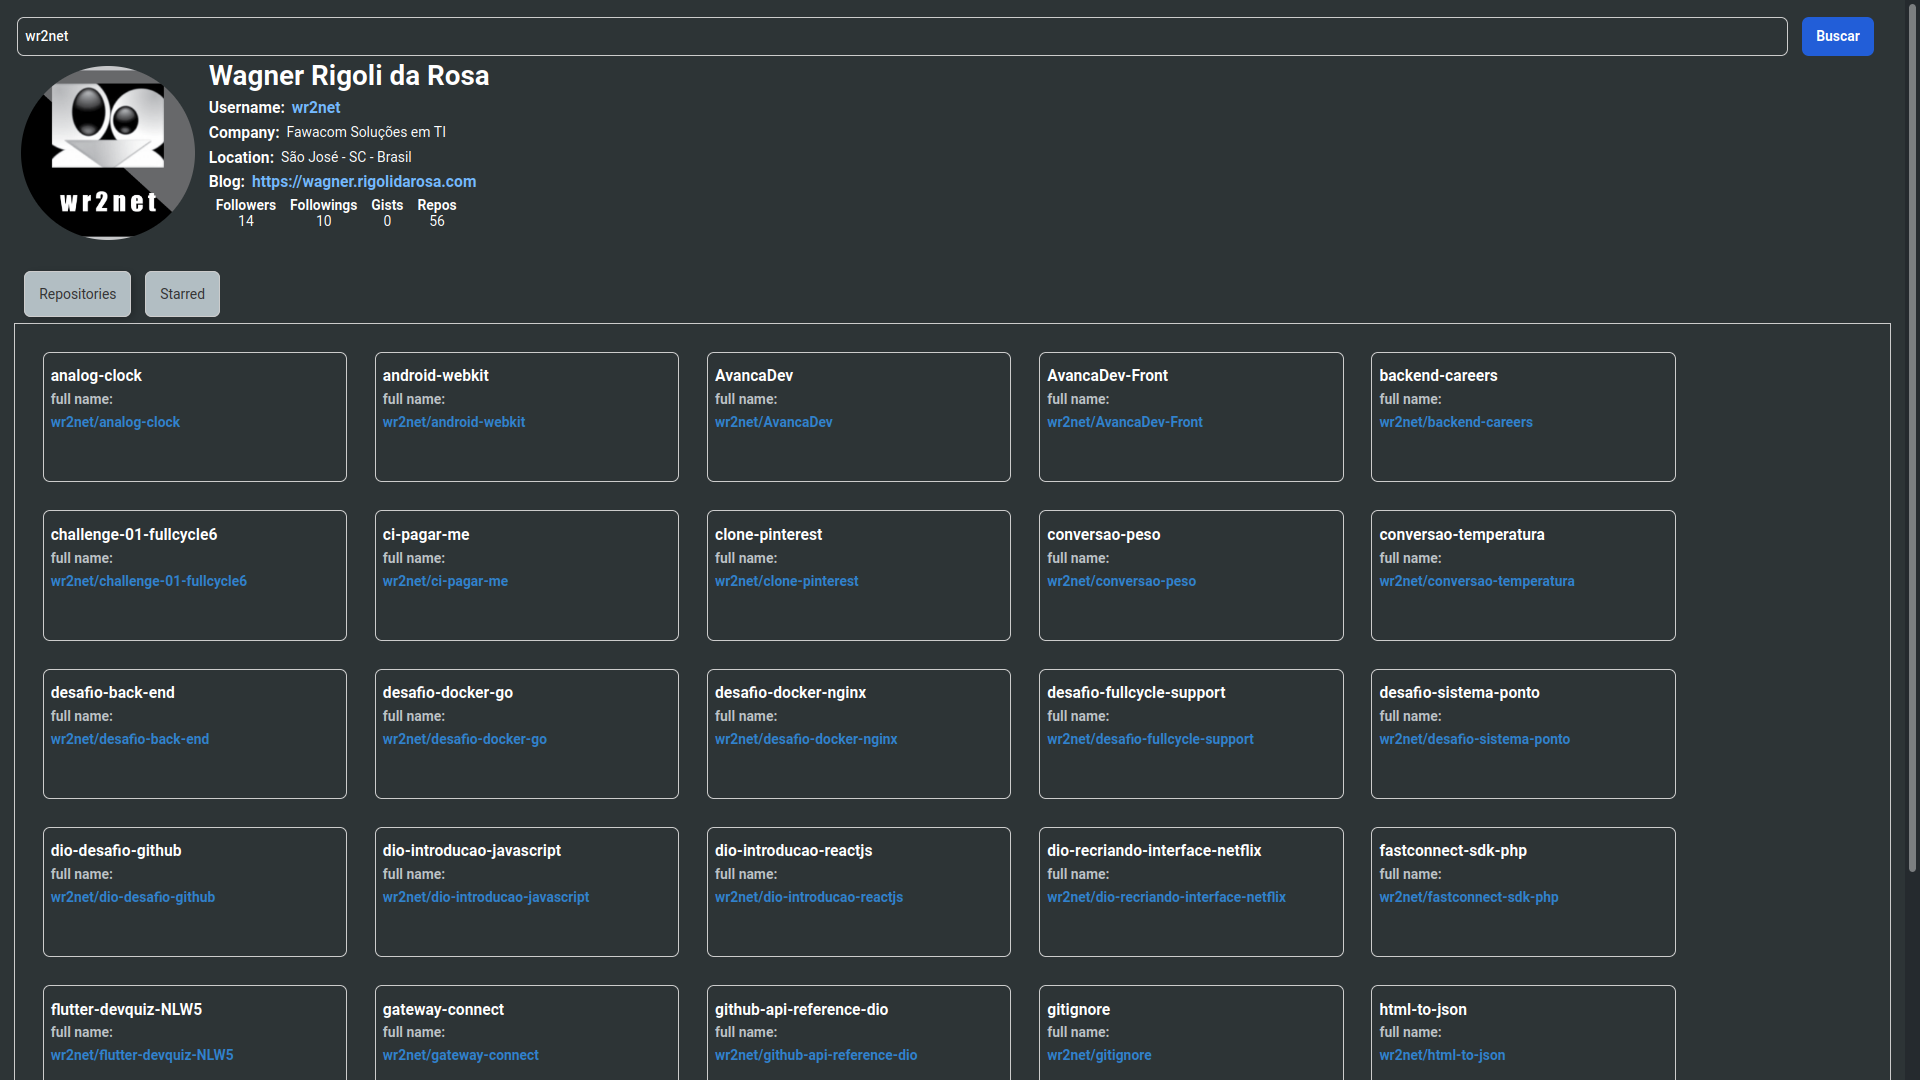 wr2net
Buscar
wr2net
Wagner Rigoli da Rosa
Username: wr2net
Company: Fawacom Soluções em TI
Location: São José - SC - Brasil
Blog: https://wagner.rigolidarosa.com
Followers Followings Gists Repos
14 10 0 56
Repositories Starred
analog-clock
full name:
wr2net/analog-clock
android-webkit
full name:
wr2net/android-webkit
AvancaDev
full name:
wr2net/AvancaDev
AvancaDev-Front
full name:
wr2net/AvancaDev-Front
backend-careers
full name:
wr2net/backend-careers
challenge-01-fullcycle6
full name:
wr2net/challenge-01-fullcycle6
ci-pagar-me
full name:
wr2net/ci-pagar-me
clone-pinterest
full name:
wr2net/clone-pinterest
conversao-peso
full name:
wr2net/conversao-peso
conversao-temperatura
full name:
wr2net/conversao-temperatura
desafio-back-end
full name:
wr2net/desafio-back-end
desafio-docker-go
full name:
wr2net/desafio-docker-go
desafio-docker-nginx
full name:
wr2net/desafio-docker-nginx
desafio-fullcycle-support
full name:
wr2net/desafio-fullcycle-support
desafio-sistema-ponto
full name:
wr2net/desafio-sistema-ponto
dio-desafio-github
full name:
wr2net/dio-desafio-github
dio-introducao-javascript
full name:
wr2net/dio-introducao-javascript
dio-introducao-reactjs
full name:
wr2net/dio-introducao-reactjs
dio-recriando-interface-netflix
full name:
wr2net/dio-recriando-interface-netflix
fastconnect-sdk-php
full name:
wr2net/fastconnect-sdk-php
flutter-devquiz-NLW5
full name:
wr2net/flutter-devquiz-NLW5
gateway-connect
full name:
wr2net/gateway-connect
github-api-reference-dio
full name:
wr2net/github-api-reference-dio
gitignore
full name:
wr2net/gitignore
html-to-json
full name:
wr2net/html-to-json